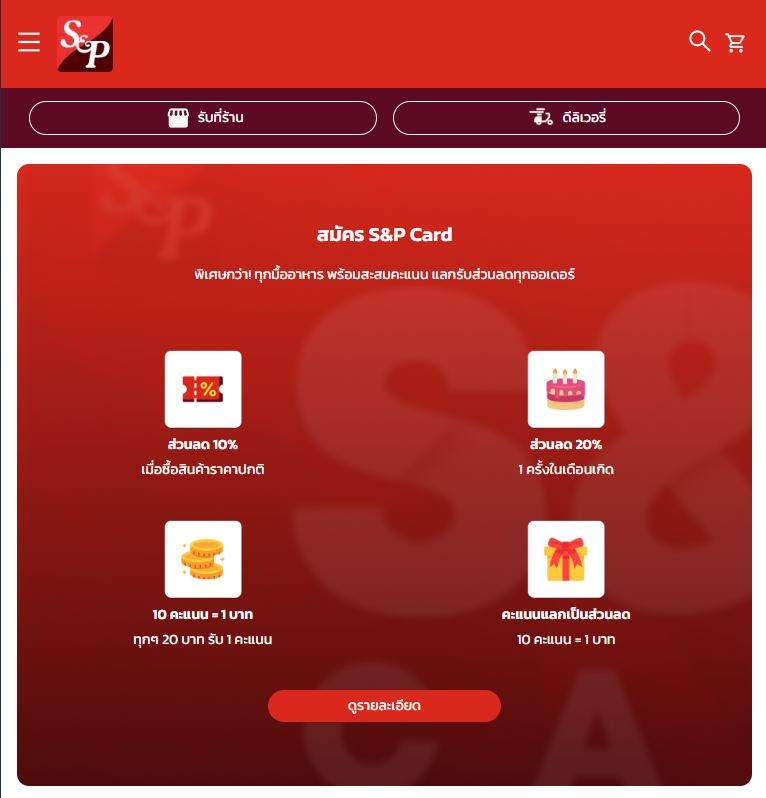 S&P
รับที่ร้าน
ดีลิเวอรี่
S&P
สมัคร S&P Card
พิเศษกว่า! ทุกมื้ออาหาร พร้อมสะสมคะแนน แลกรับส่วนลดทุกออเดอร์
S&
%
ส่วนลด 10%
เมื่อซื้อสินค้าราคาปกติ
ส่วนลด 20%
1 ครั้งในเดือนเกิด
10 คะแนน = 1 บาท
ทุกๆ 20 บาท รับ 1 คะแนน
คะแนนแลกเป็นส่วนลด
10 คะแนน = 1 บาท
C A
ดูรายละเอียด